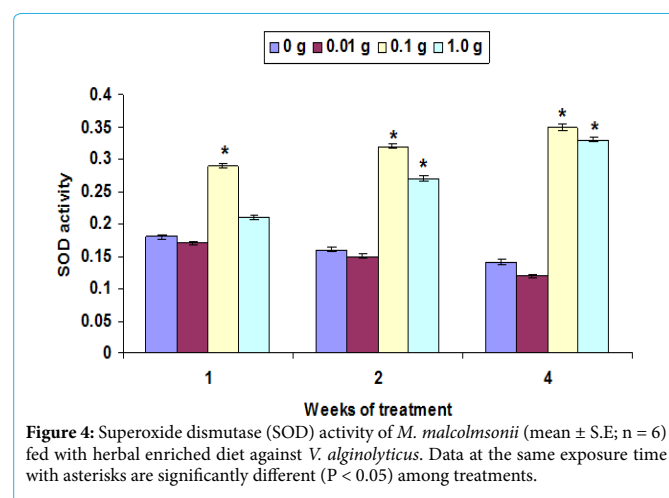 0 g 0.01 g 0.1 g 1.0 g
0.4
0.35
0.3
0.25
0.2
0.15
0.1
0.05
0
SOD activity
* * * * *
1 2 4
Weeks of treatment
Figure 4: Superoxide dismutase (SOD) activity of M. malcolmsonii (mean ± S.E; n = 6)
fed with herbal enriched diet against V. alginolyticus. Data at the same exposure time
with asterisks are significantly different (P < 0.05) among treatments.